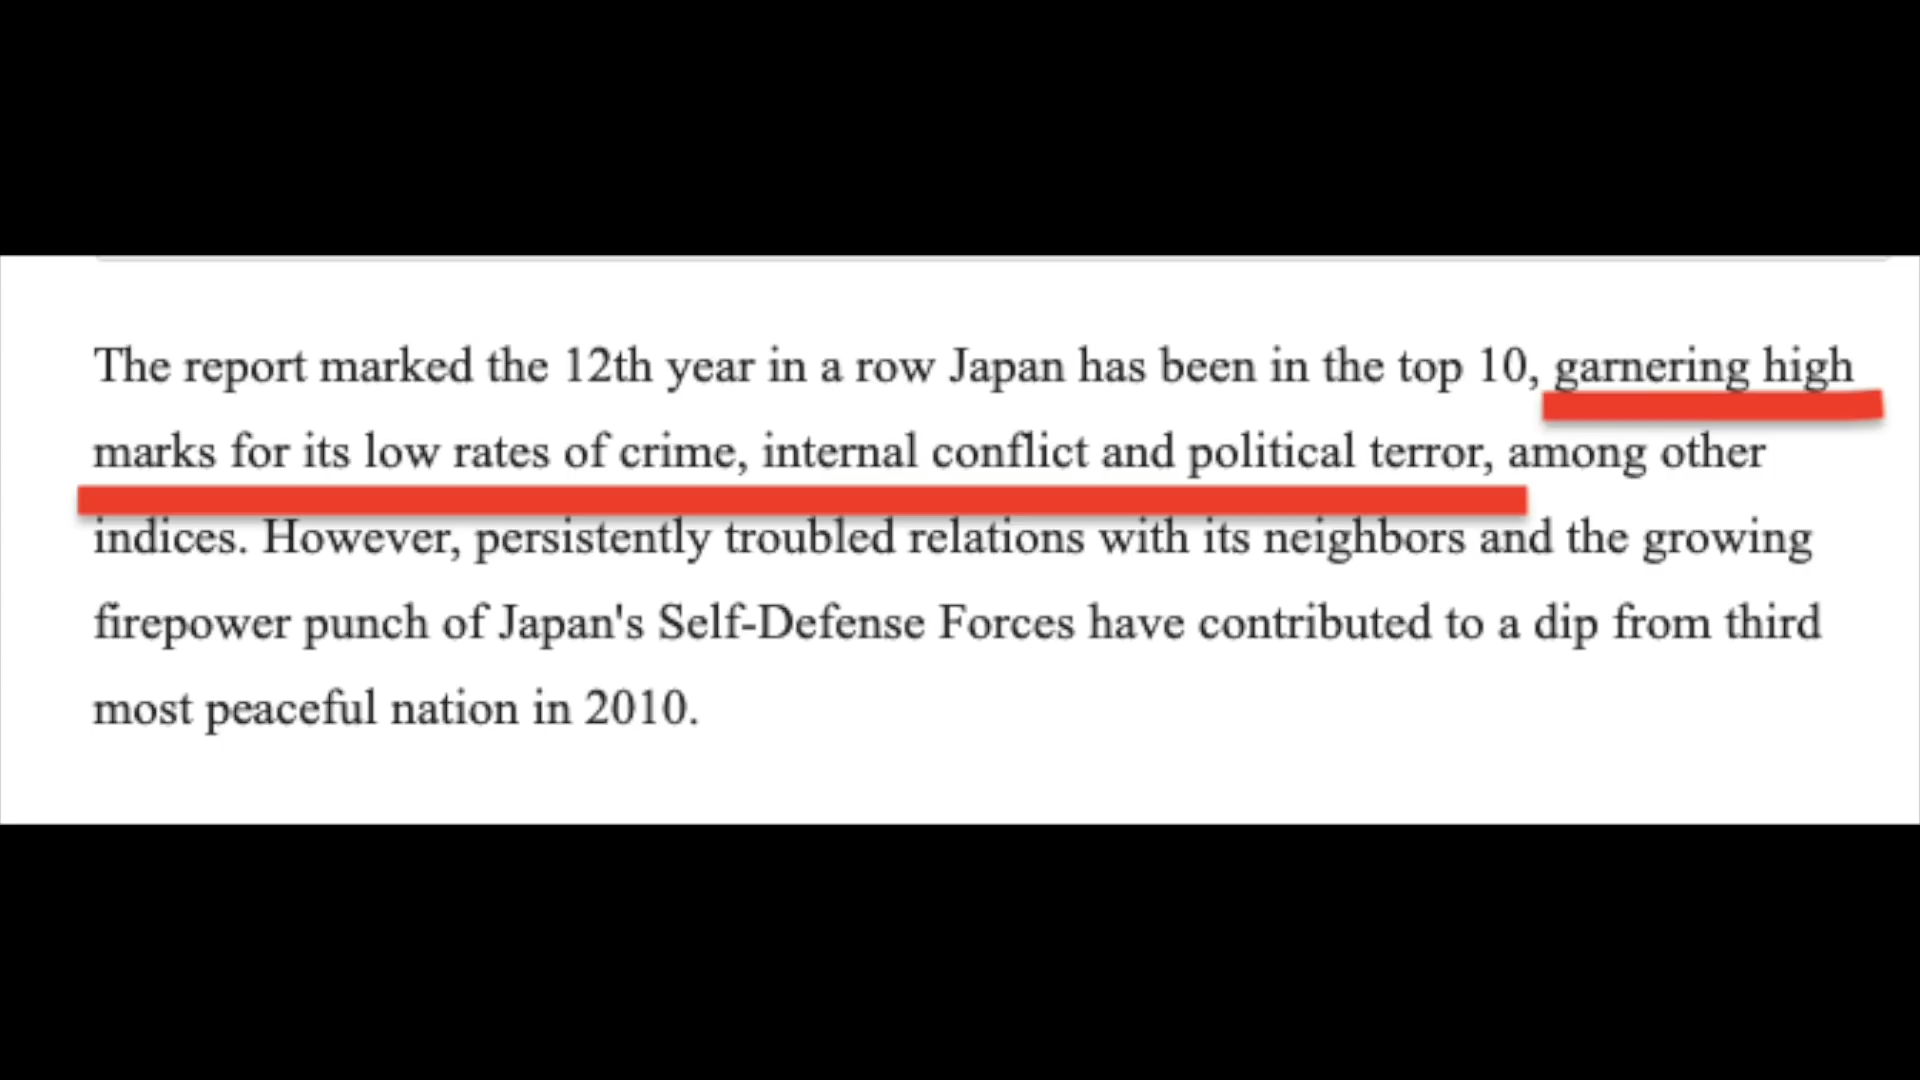 The report marked the 12th year in a row Japan has been in the top 10, garnering high
marks for its low rates of crime, internal conflict and political terror, among other
indices. However, persistently troubled relations with its neighbors and the growing
firepower punch of Japan's Self-Defense Forces have contributed to a dip from third
most peaceful nation in 2010.